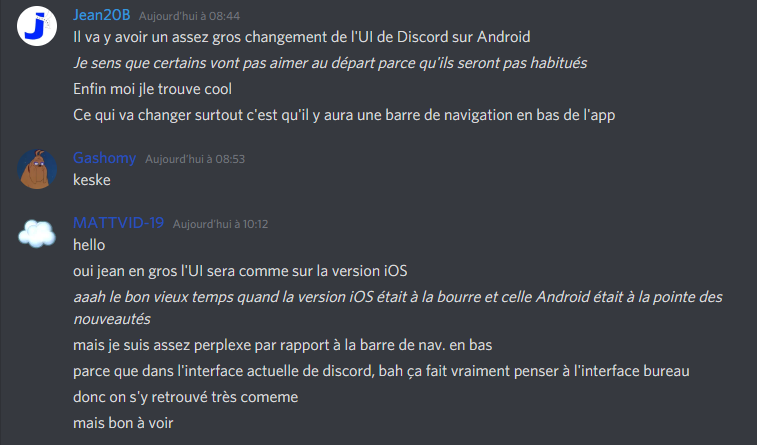 Jean20B Aujourd'hui à 08:44
Il va y avoir un assez gros changement de l'UI de Discord sur Android
Je sens que certains vont pas aimer au départ parce qu'ils seront pas habitués
Enfin moi jle trouve cool
Ce qui va changer surtout c'est qu'il y aura une barre de navigation en bas de l'app
Gashomy Aujourd'hui à 08:53
keske
MATTVID-19 Aujourd'hui à 10:12
hello
oui jean en gros l'UI sera comme sur la version iOS
aaah le bon vieux temps quand la version iOS était à la bourre et celle Android était à la pointe des
nouveautés
mais je suis assez perplexe par rapport à la barre de nav. en bas
parce que dans l'interface actuelle de discord, bah ça fait vraiment penser à l'interface bureau
donc on s'y retrouvé très comeme
mais bon à voir